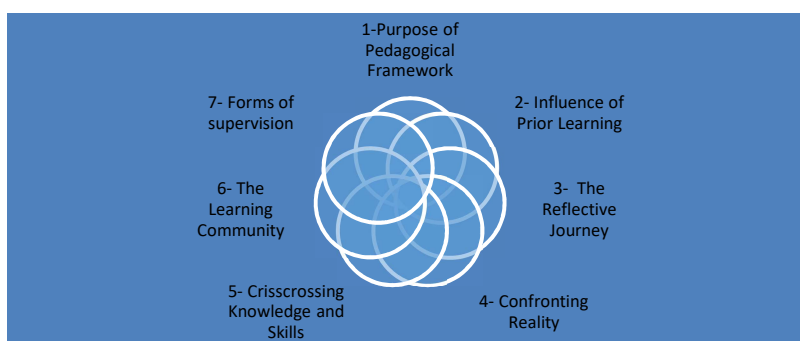 1-Purpose of
Pedagogical
Framework
2- Influence of
Prior Learning
3-  The
Reflective
Journey
4- Confronting
Reality
5- Crisscrossing
Knowledge and
Skills
6- The
Learning
Community
7- Forms of
supervision